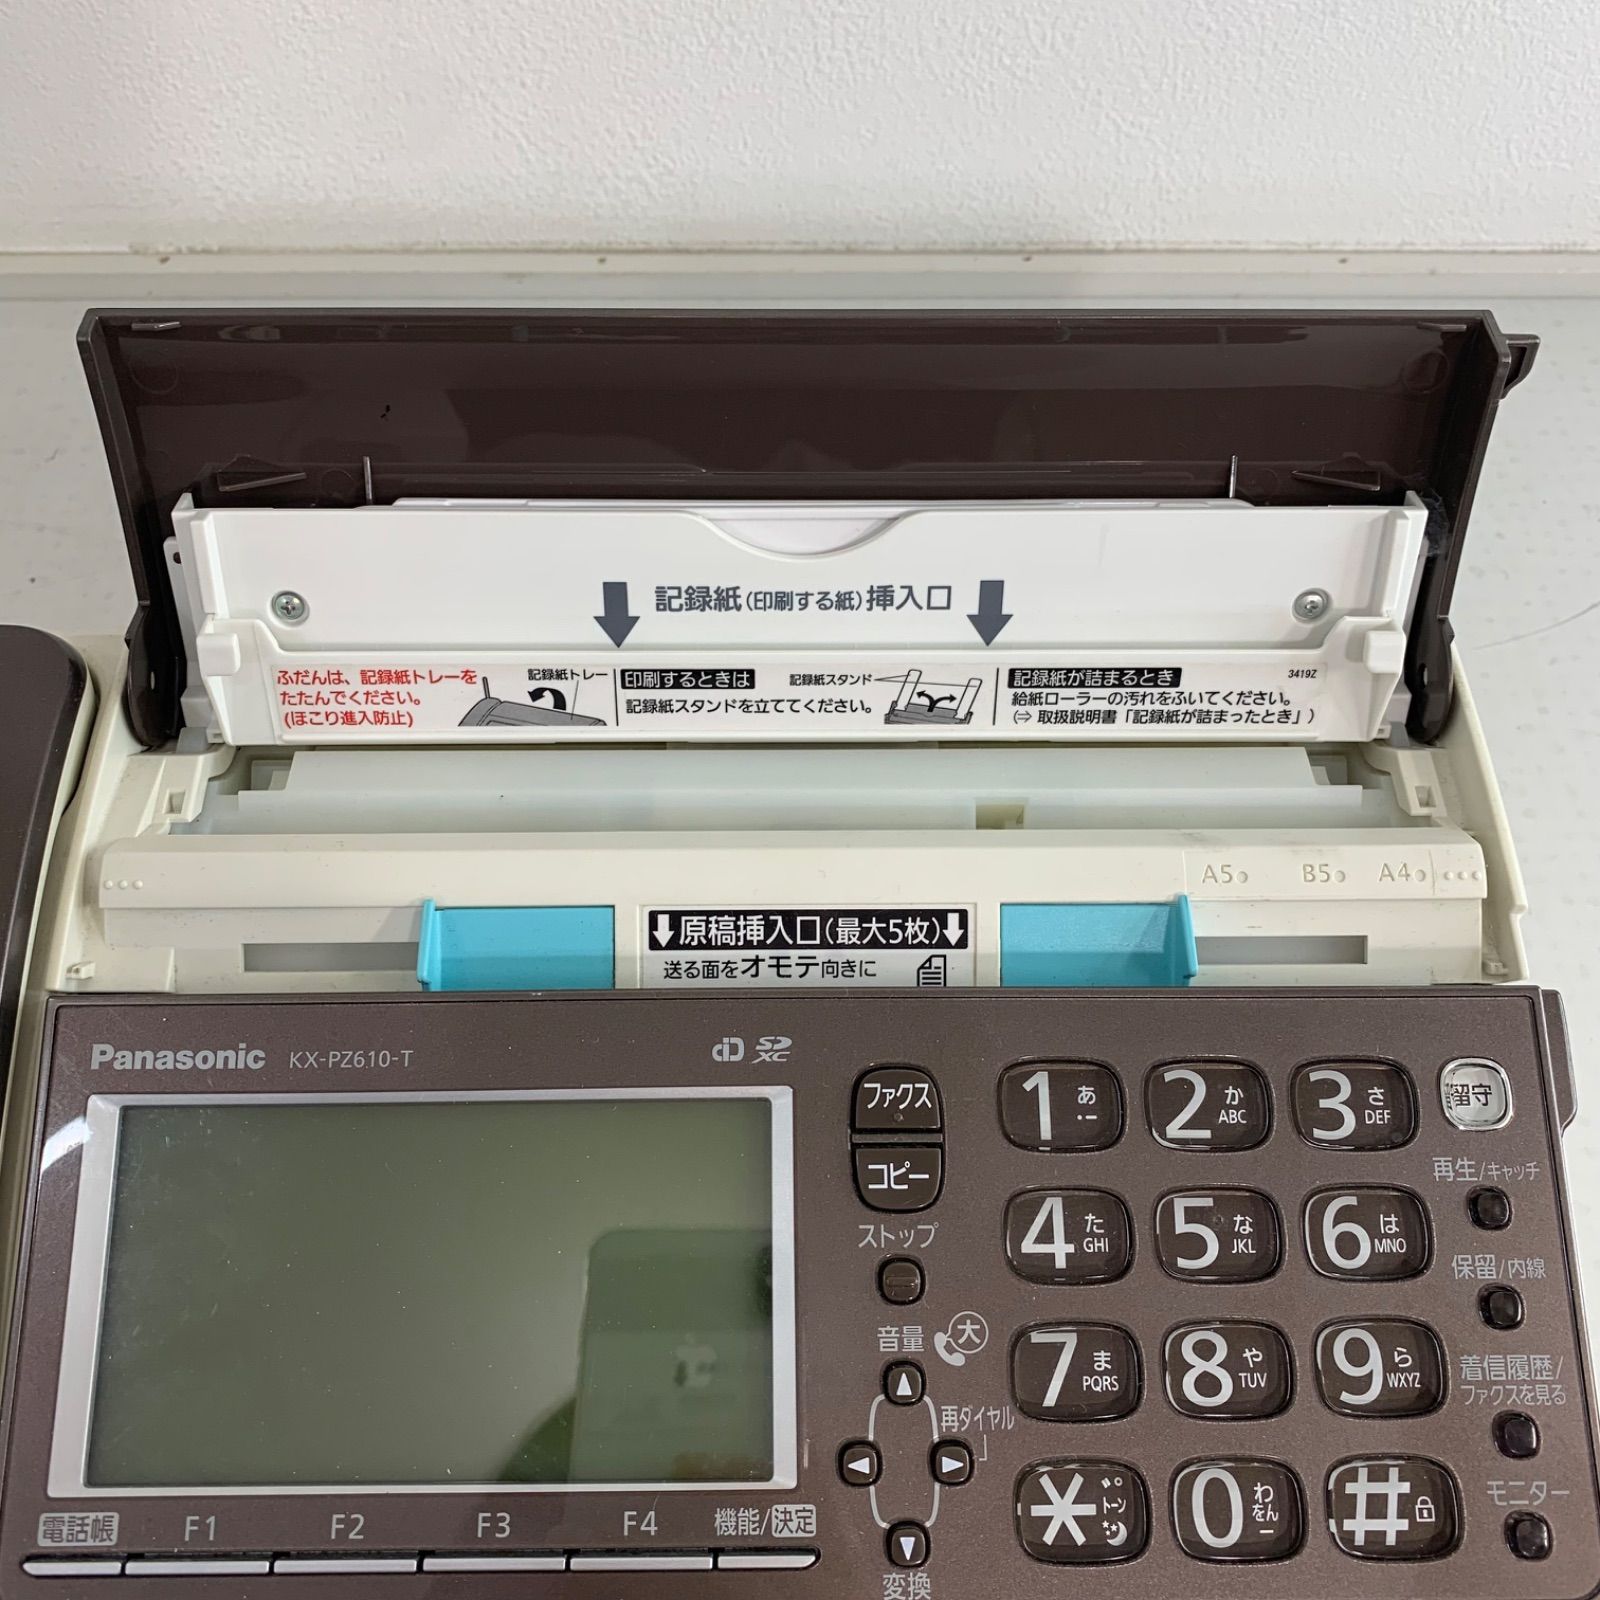 記録紙(印刷する紙)挿入口
ふだんは、記録紙トレーを
たたんでください。
(ほこり進入防止)
記録紙トレー
印刷するときは
記録紙スタンドを立ててください。
記録紙スタンド
記録紙が詰まるとき
給紙ローラーの汚れをふいてください。
(⇒ 取扱説明書「記録紙が詰まったとき」)
3419Z
A5 B5 A4
原稿挿入口(最大5枚)
送る面をオモテ向きに
Panasonic KX-PZ610-T
SD XC
ファクス
コピー
ストップ
音量 大
再ダイヤル
変換
電話帳 F1 F2 F3 F4 機能/決定
1 あ
2 か ABC
3 さ DEF
4 た GHI
5 な JKL
6 は MNO
7 ま PQRS
8 や TUV
9 ら WXYZ
* ゛゜ トーン
0 わをん ー
#
留守
再生/キャッチ
保留/内線
着信履歴/
ファクスを見る
モニター